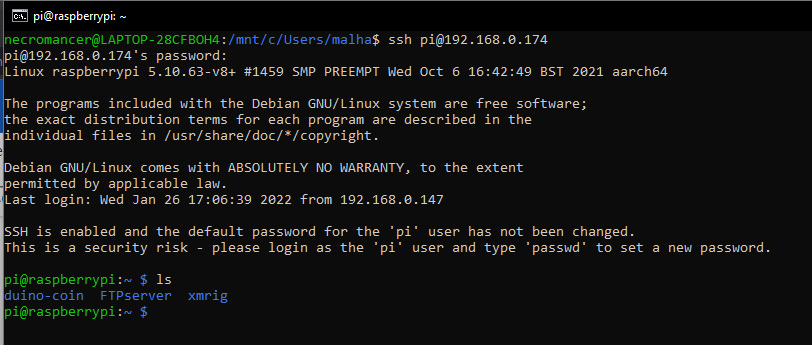 pi@raspberrypi: ~
necromancer@LAPTOP-28CFBOH4:/mnt/c/Users/malha$ ssh pi@192.168.0.174
pi@192.168.0.174's password:
Linux raspberrypi 5.10.63-v8+ #1459 SMP PREEMPT Wed Oct 6 16:42:49 BST 2021 aarch64
The programs included with the Debian GNU/Linux system are free software;
the exact distribution terms for each program are described in the
individual files in /usr/share/doc/*/copyright.
Debian GNU/Linux comes with ABSOLUTELY NO WARRANTY, to the extent
permitted by applicable law.
Last login: Wed Jan 26 17:06:39 2022 from 192.168.0.147
SSH is enabled and the default password for the 'pi' user has not been changed.
This is a security risk - please login as the 'pi' user and type 'passwd' to set a new password.
pi@raspberrypi:~ $ ls
duino-coin FTPserver xmrig
pi@raspberrypi:~ $